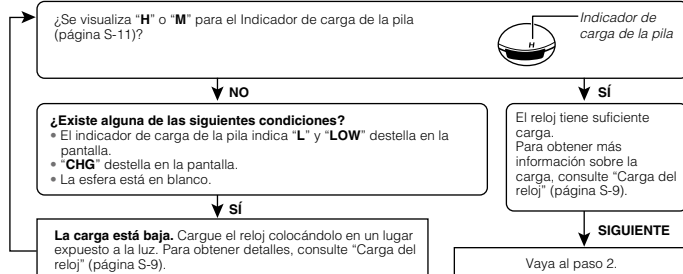 ¿Se visualiza “H” o “M” para el Indicador de carga de la pila
(página S-11)?
H
Indicador de
carga de la pila
NO
SÍ
¿Existe alguna de las siguientes condiciones?
• El indicador de carga de la pila indica “L” y “LOW” destella en la
pantalla.
• “CHG” destella en la pantalla.
• La esfera está en blanco.
El reloj tiene suficiente
carga.
Para obtener más
información sobre la
carga, consulte “Carga del
reloj” (página S-9).
SÍ
SIGUIENTE
La carga está baja. Cargue el reloj colocándolo en un lugar
expuesto a la luz. Para obtener detalles, consulte “Carga del
reloj” (página S-9).
Vaya al paso 2.